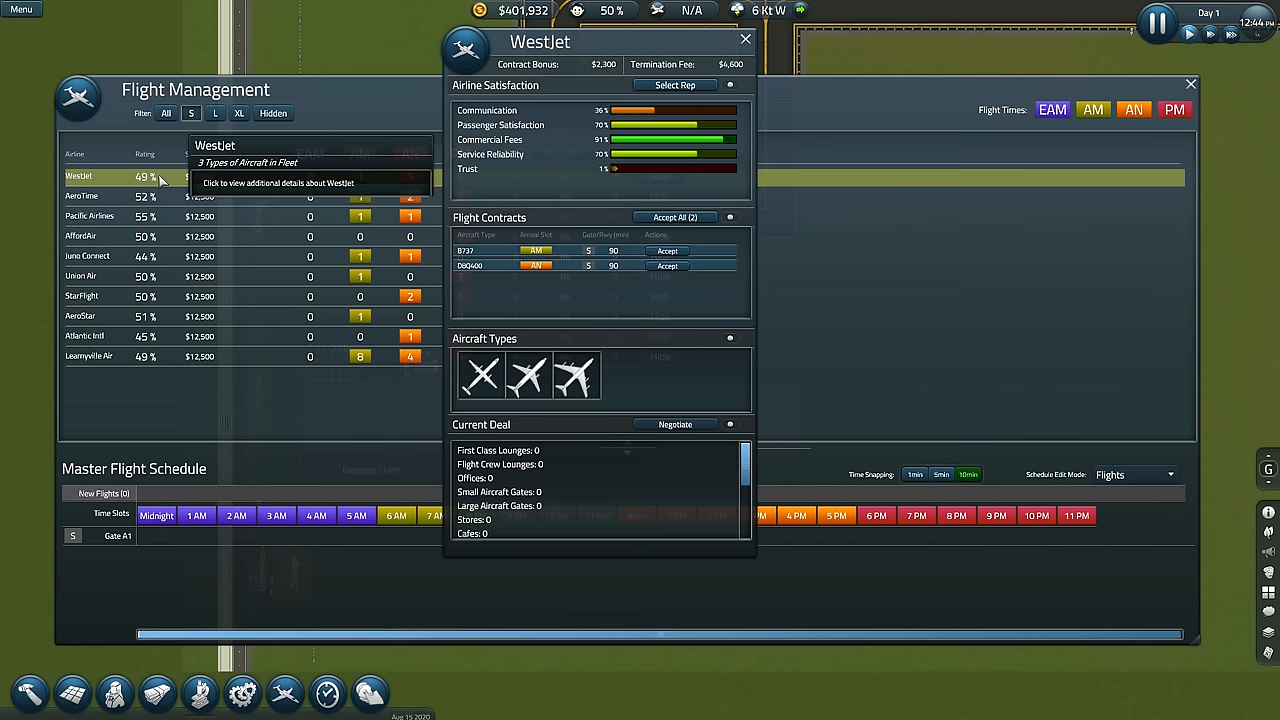 Menu
$401,932
50 %
N/A
6 Kt W
Day 1
12:44 PM
1x
WestJet
Contract Bonus: $2,300
Termination Fee: $4,600
Flight Management
Filter: All S L XL Hidden
Flight Times: EAM AM AN PM
Airline Satisfaction
Select Rep
Communication 36%
Passenger Satisfaction 70%
Commercial Fees 91%
Service Reliability 70%
Trust 1%
Airline Rating
WestJet
3 Types of Aircraft in Fleet
Click to view additional details about WestJet
WestJet 49 %
AeroTime 52 % $12,500 0 1 2
Pacific Airlines 55 % $12,500 0 1 1
AffordAir 50 % $12,500 0 0 0
Juno Connect 44 % $12,500 0 1 1
Union Air 50 % $12,500 0 1 0
StarFlight 50 % $12,500 0 0 2
AeroStar 51 % $12,500 0 1 0
Atlantic Intl 45 % $12,500 0 0 1
Learnyville Air 49 % $12,500 0 8 4
Flight Contracts
Accept All (2)
Aircraft Type Arrival Slot Gate/Rwy (min) Actions
B737 AM S 90 Accept
D8Q400 AN S 90 Accept
Aircraft Types
Current Deal
Negotiate
First Class Lounges: 0
Flight Crew Lounges: 0
Offices: 0
Small Aircraft Gates: 0
Large Aircraft Gates: 0
Stores: 0
Cafes: 0
Master Flight Schedule
Baggage Claim
Time Snapping: 1min 5min 10min
Schedule Edit Mode: Flights
New Flights (0)
Time Slots Midnight 1 AM 2 AM 3 AM 4 AM 5 AM 6 AM 7 AM 4 PM 5 PM 6 PM 7 PM 8 PM 9 PM 10 PM 11 PM
S Gate A1
Storage
G
Aug 15 2020